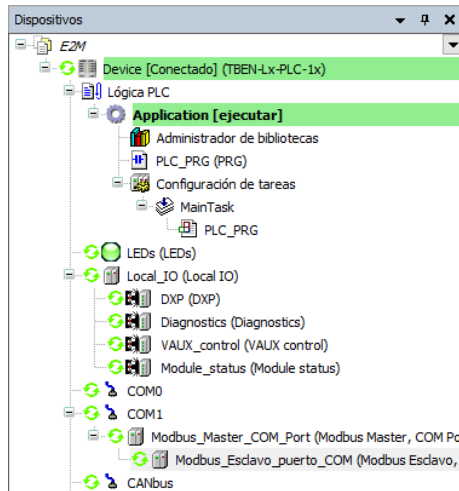 Dispositivos
E2M
Device [Conectado] (TBEN-Lx-PLC-1x)
Lógica PLC
Application [ejecutar]
Administrador de bibliotecas
PLC_PRG (PRG)
Configuración de tareas
MainTask
PLC_PRG
LEDs (LEDs)
Local_IO (Local IO)
DXP (DXP)
Diagnostics (Diagnostics)
VAUX_control (VAUX control)
Module_status (Module status)
COM0
COM1
Modbus_Master_COM_Port (Modbus Master, COM Po
Modbus_Esclavo_puerto_COM (Modbus Esclavo,
CANbus